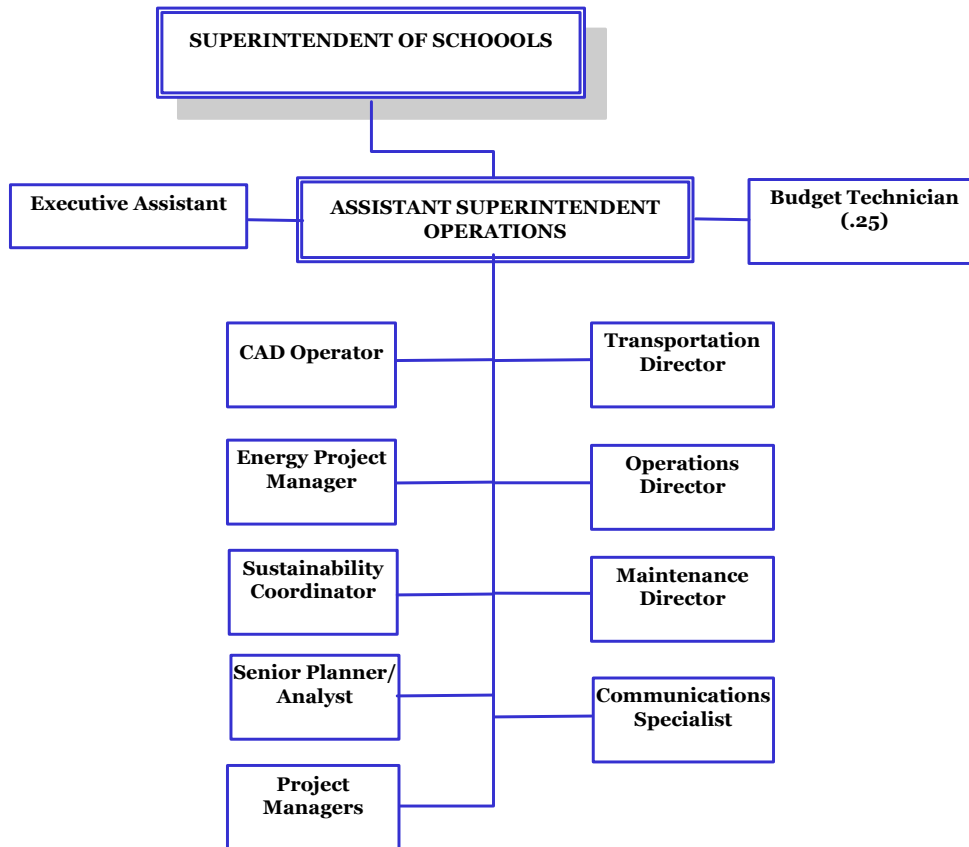 SUPERINTENDENT OF SCHOOOLS
Executive Assistant
ASSISTANT SUPERINTENDENT
OPERATIONS
Budget Technician
(.25)
CAD Operator
Transportation
Director
Energy Project
Manager
Operations
Director
Sustainability
Coordinator
Maintenance
Director
Senior Planner/
Analyst
Communications
Specialist
Project
Managers